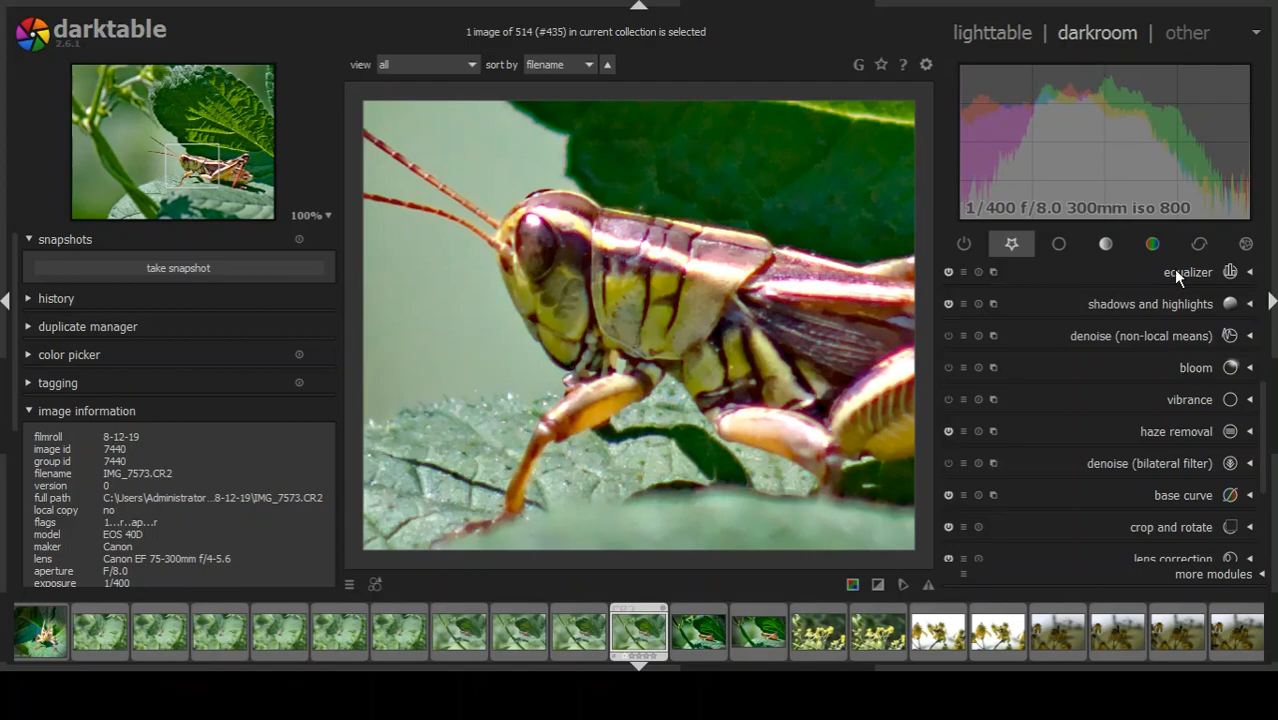 darktable
2.6.1
1 image of 514 (#435) in current collection is selected
lighttable | darkroom | other
view all sort by filename G ? 
100%
1/400 f/8.0 300mm iso 800
snapshots
take snapshot
history
duplicate manager
color picker
tagging
image information
filmroll 8-12-19
image id 7440
group id 7440
filename IMG_7573.CR2
version 0
full path C:\Users\Administrator...8-12-19\IMG_7573.CR2
local copy no
flags 1...r..ap...r
model EOS 40D
maker Canon
lens Canon EF 75-300mm f/4-5.6
aperture F/8.0
exposure 1/400
equalizer
shadows and highlights
denoise (non-local means)
bloom
vibrance
haze removal
denoise (bilateral filter)
base curve
crop and rotate
lens correction
more modules